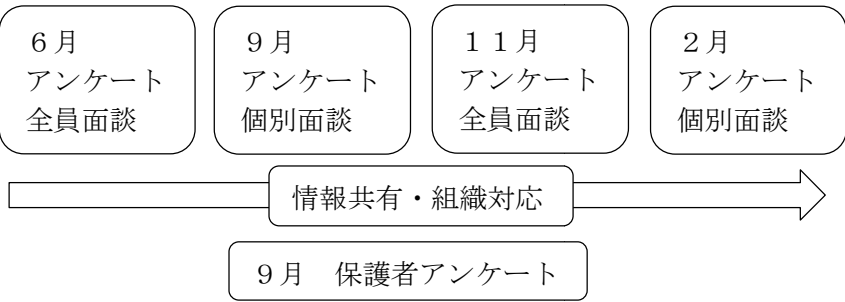 ６月
アンケート
全員面談
９月
アンケート
個別面談
１１月
アンケート
全員面談
２月
アンケート
個別面談
情報共有・組織対応
９月　保護者アンケート